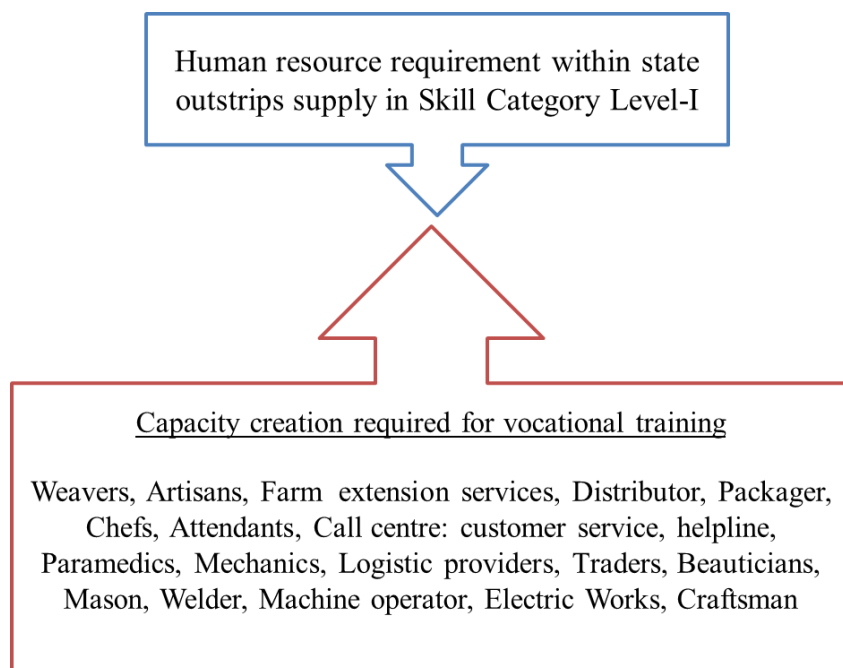 Human resource requirement within state
outstrips supply in Skill Category Level-I
Capacity creation required for vocational training
Weavers, Artisans, Farm extension services, Distributor, Packager,
Chefs, Attendants, Call centre: customer service, helpline,
Paramedics, Mechanics, Logistic providers, Traders, Beauticians,
Mason, Welder, Machine operator, Electric Works, Craftsman